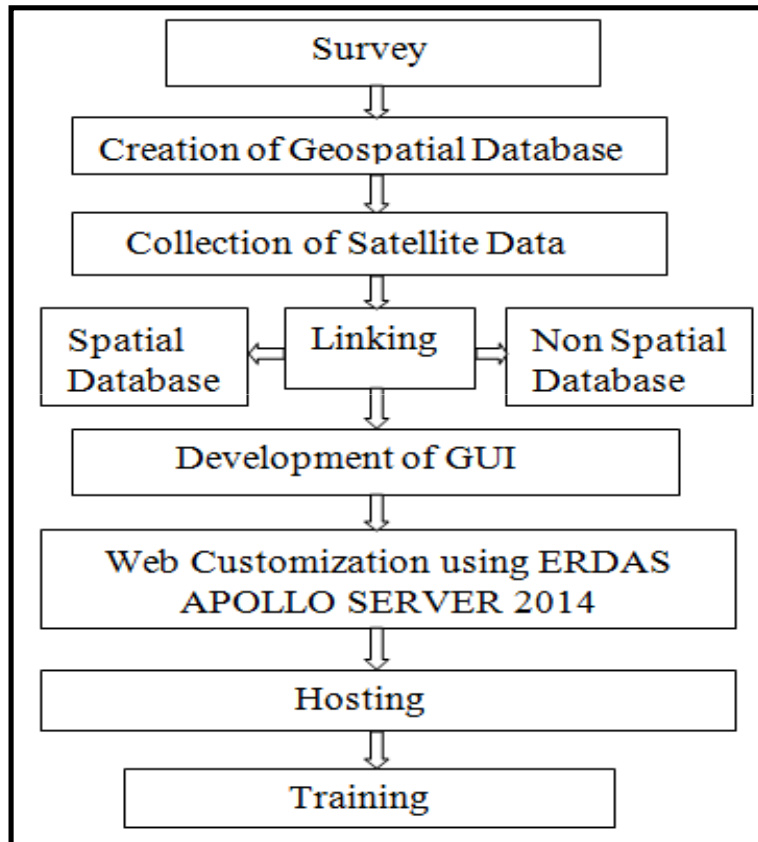 Survey
Creation of Geospatial Database
Collection of Satellite Data
Spatial
Database
Linking
Non Spatial
Database
Development of GUI
Web Customization using ERDAS
APOLLO SERVER 2014
Hosting
Training